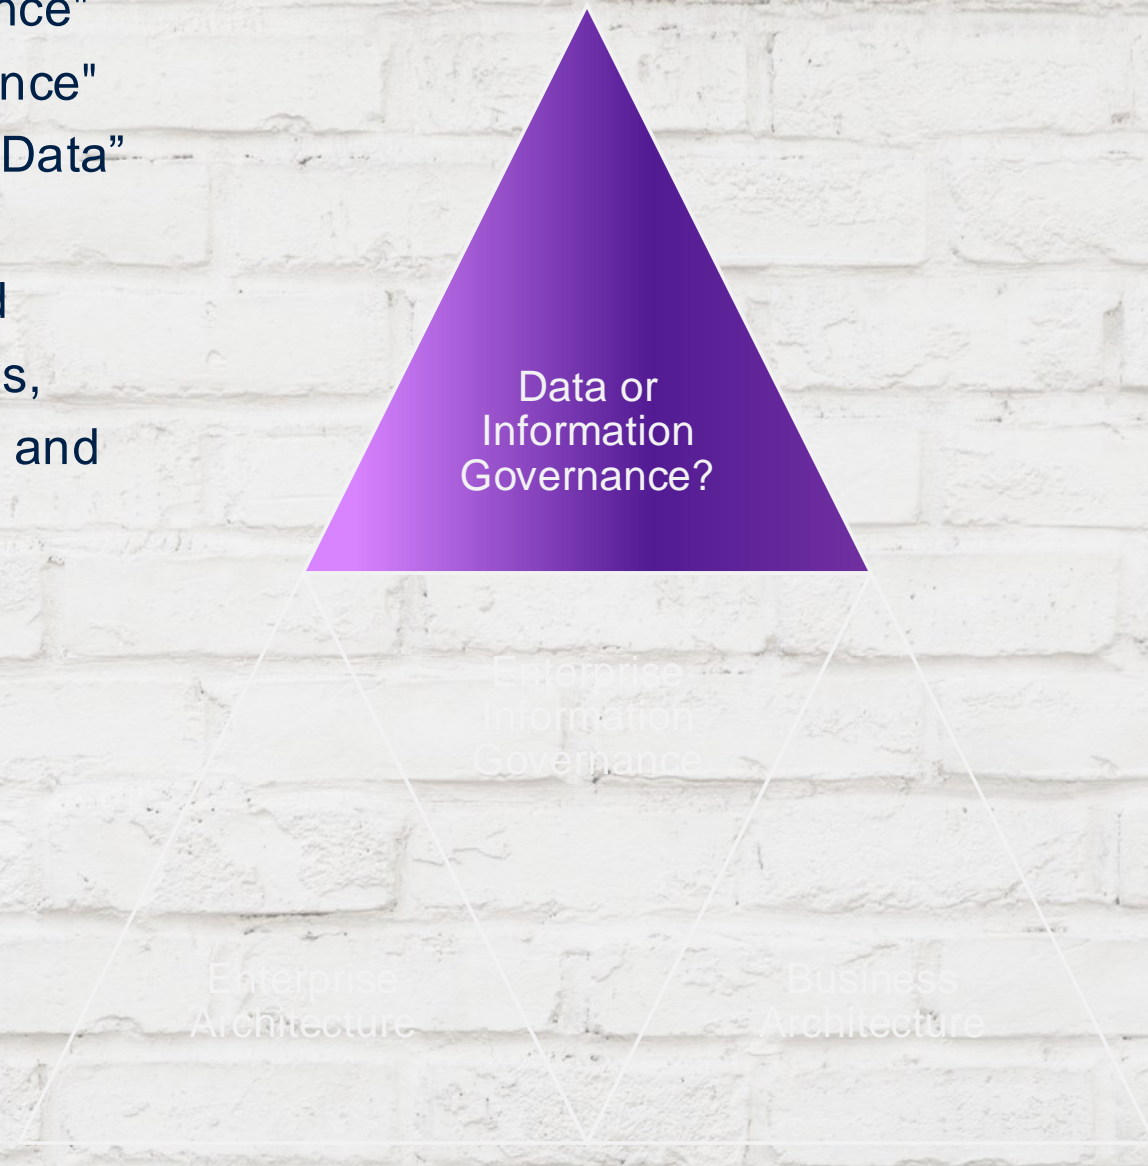 nce"
nce"
Data”
d
s,
and
Data or
Information
Governance?
Enterprise
Information
Governance
Enterprise
Architecture
Business
Architecture